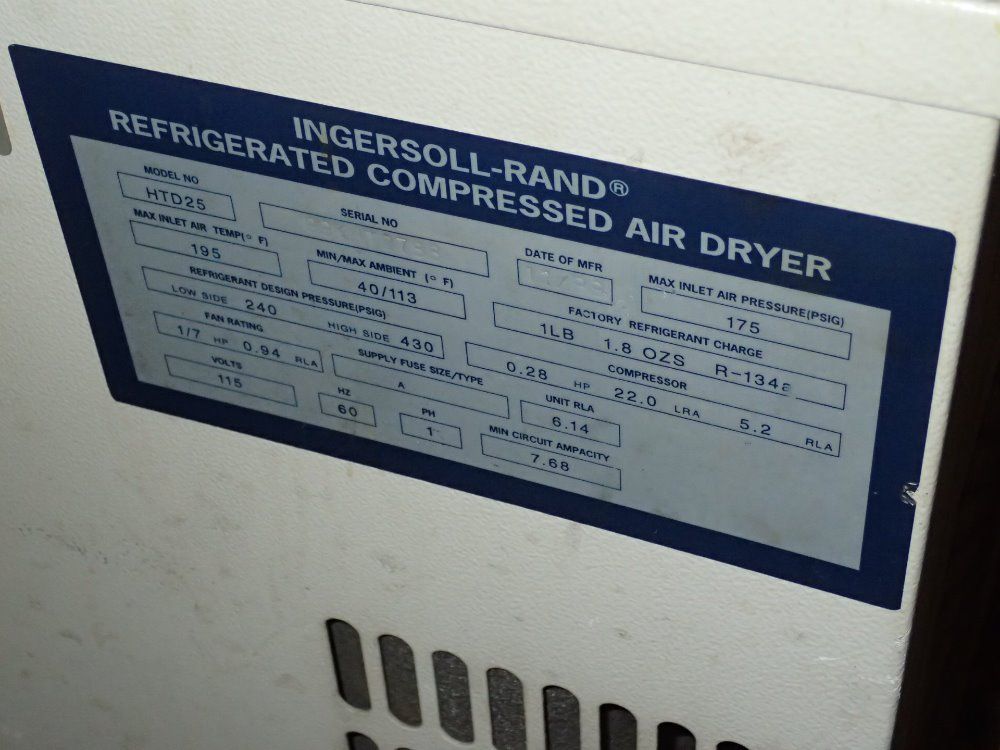 INGERSOLL-RAND®
REFRIGERATED COMPRESSED AIR DRYER
MODEL NO
HTD25
SERIAL NO
DATE OF MFR
MAX INLET AIR PRESSURE(PSIG)
175
MAX INLET AIR TEMP(° F)
195
MIN/MAX AMBIENT (° F)
40/113
FACTORY REFRIGERANT CHARGE
1LB 1.8 OZS R-134a
REFRIGERANT DESIGN PRESSURE(PSIG)
LOW SIDE 240 HIGH SIDE 430
COMPRESSOR
0.28 HP 22.0 LRA 5.2 RLA
FAN RATING
1/7 HP 0.94 RLA
SUPPLY FUSE SIZE/TYPE
A
UNIT RLA
6.14
VOLTS
115
HZ
60
PH
1
MIN CIRCUIT AMPACITY
7.68